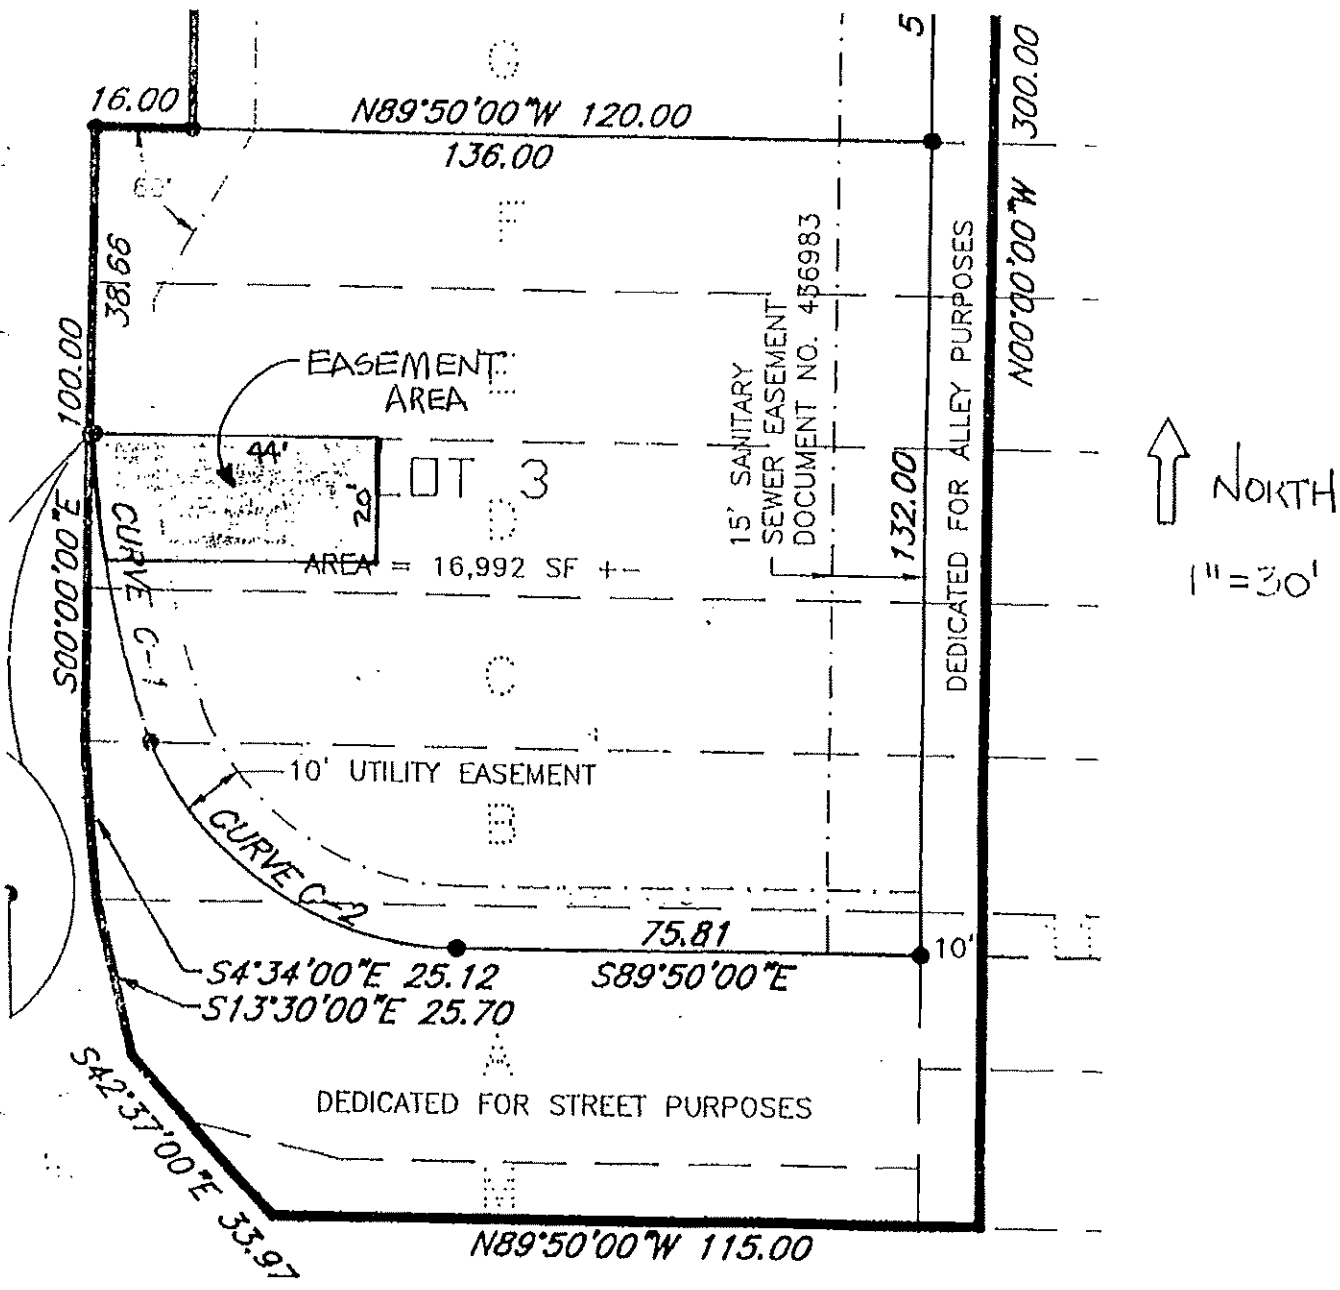 5
300.00
G
16.00
N89°50'00"W 120.00
136.00
60'
F
38.66
100.00
N00°00'00"W
15' SANITARY
SEWER EASEMENT
DOCUMENT NO. 436983
DEDICATED FOR ALLEY PURPOSES
EASEMENT
AREA
E
44'
20'
OT 3
D
132.00
NORTH
1"=30'
AREA = 16,992 SF +-
S00°00'00"E
CURVE C-1
C
10' UTILITY EASEMENT
B
CURVE C-2
75.81
10'
S4°34'00"E 25.12
S89°50'00"E
S13°30'00"E 25.70
A
S42°37'00"E 33.97
DEDICATED FOR STREET PURPOSES
M
N89°50'00"W 115.00